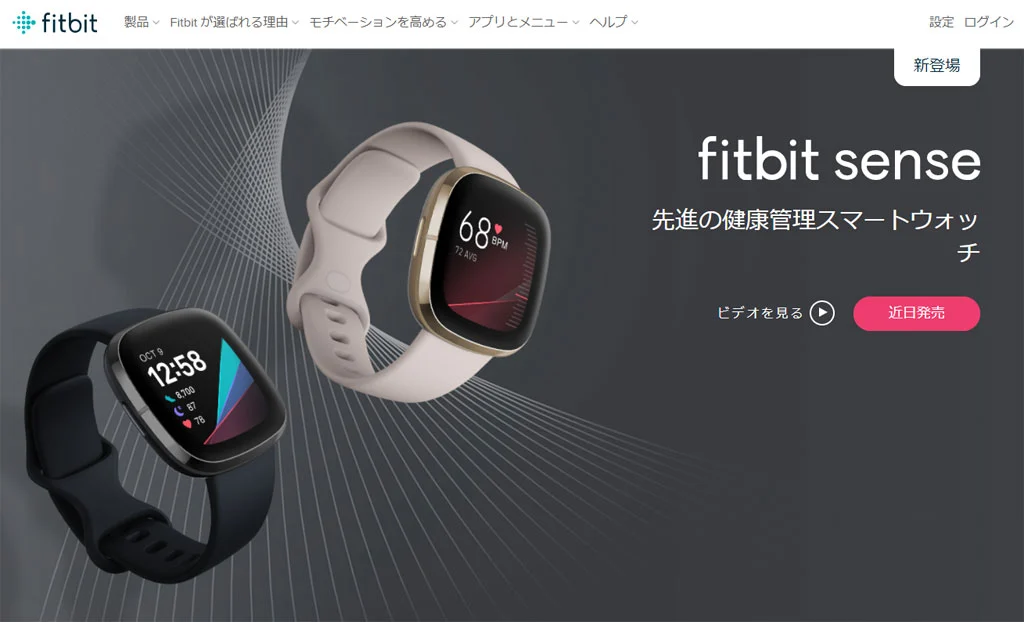 fitbit 製品 Fitbit が選ばれる理由 モチベーションを高める アプリとメニュー ヘルプ 設定 ログイン
新登場
fitbit sense
先進の健康管理スマートウォッ
チ
ビデオを見る 近日発売
68 BPM
72 AVG
OCT 9
12:58
8,700
87
78